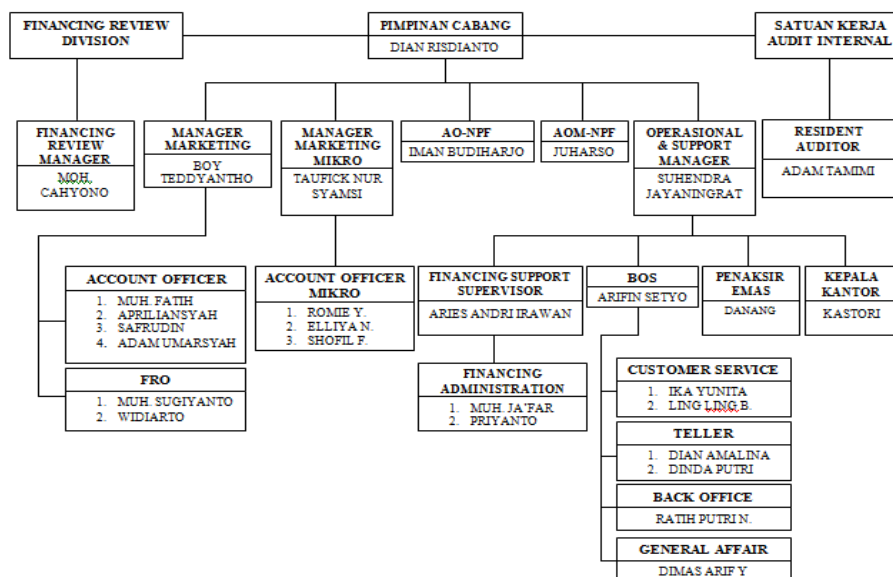 FINANCING REVIEW
DIVISION
PIMPINAN CABANG
DIAN RISDIANTO
SATUAN KERJA
AUDIT INTERNAL
FINANCING
REVIEW
MANAGER
MOH.
CAHYONO
MANAGER
MARKETING
BOY
TEDDYANTHO
MANAGER
MARKETING
MIKRO
TAUFICK NUR
SYAMSI
AO-NPF
IMAN BUDIHARJO
AOM-NPF
JUHARSO
OPERASIONAL
& SUPPORT
MANAGER
SUHENDRA
JAYANINGRAT
RESIDENT
AUDITOR
ADAM TAMIMI
ACCOUNT OFFICER
1. MUH. FATIH
2. APRILIANSYAH
3. SAFRUDIN
4. ADAM UMARSYAH
FRO
1. MUH. SUGIYANTO
2. WIDIARTO
ACCOUNT OFFICER
MIKRO
1. ROMIE Y.
2. ELLIYA N.
3. SHOFIL F.
FINANCING SUPPORT
SUPERVISOR
ARIES ANDRI IRAWAN
FINANCING
ADMINISTRATION
1. MUH. JA'FAR
2. PRIYANTO
BOS
ARIFIN SETYO
PENAKSIR
EMAS
DANANG
KEPALA
KANTOR
KASTORI
CUSTOMER SERVICE
1. IKA YUNITA
2. LING LING B.
TELLER
1. DIAN AMALINA
2. DINDA PUTRI
BACK OFFICE
RATIH PUTRI N.
GENERAL AFFAIR
DIMAS ARIF Y